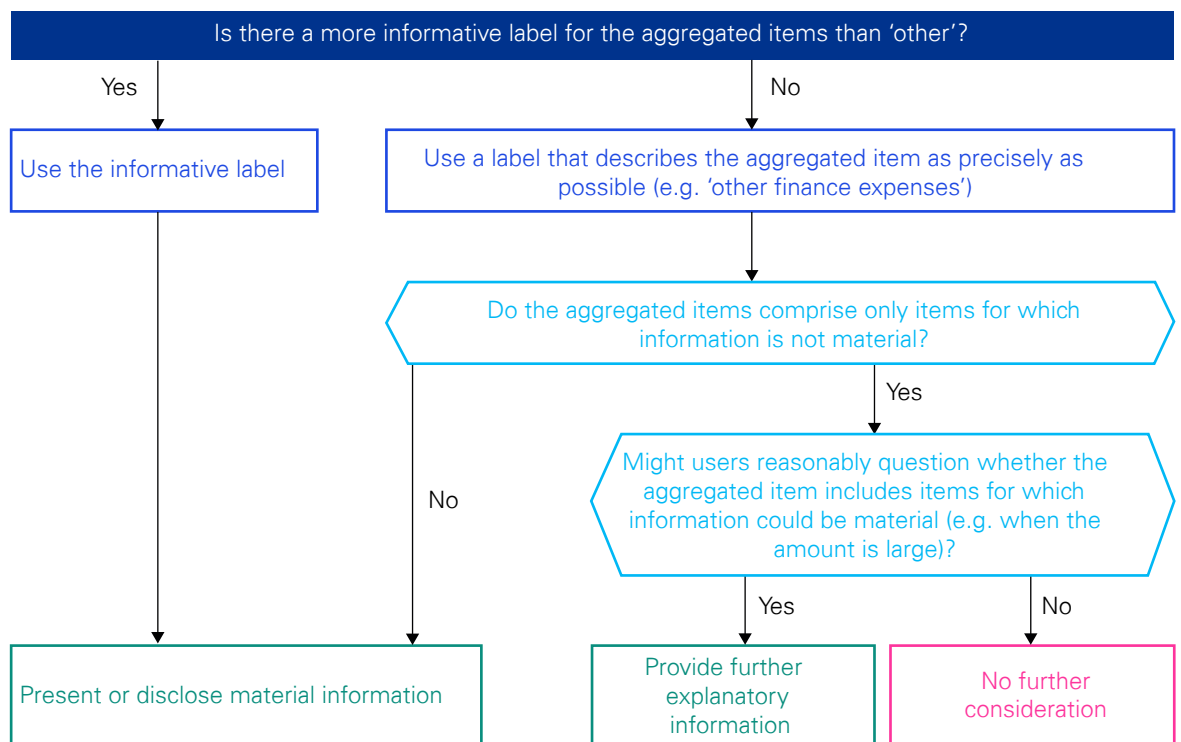 Is there a more informative label for the aggregated items than ‘other’?
Yes
No
Use the informative label
Use a label that describes the aggregated item as precisely as
possible (e.g. ‘other finance expenses’)
Do the aggregated items comprise only items for which
information is not material?
Yes
No
Might users reasonably question whether the
aggregated item includes items for which
information could be material (e.g. when the
amount is large)?
Yes
No
Present or disclose material information
Provide further
explanatory
information
No further
consideration